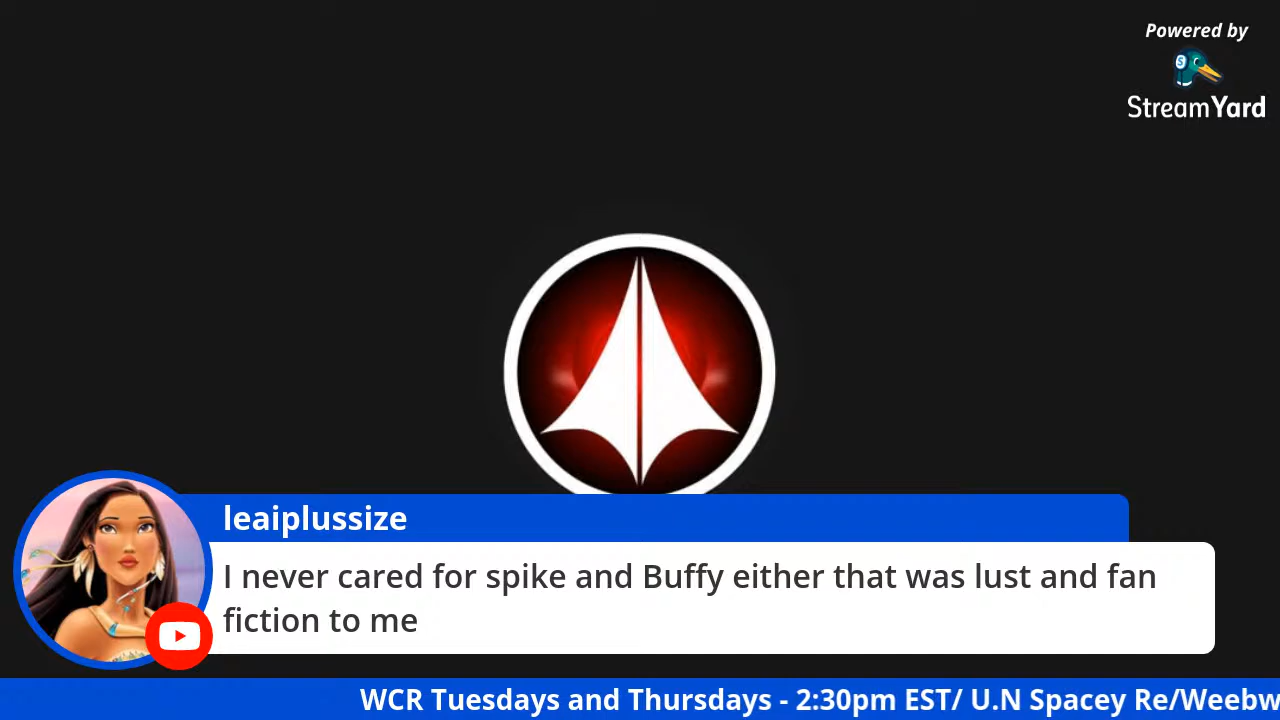 Powered by
StreamYard
leaiplussize
I never cared for spike and Buffy either that was lust and fan
fiction to me
WCR Tuesdays and Thursdays - 2:30pm EST/ U.N Spacey Re/Weebw